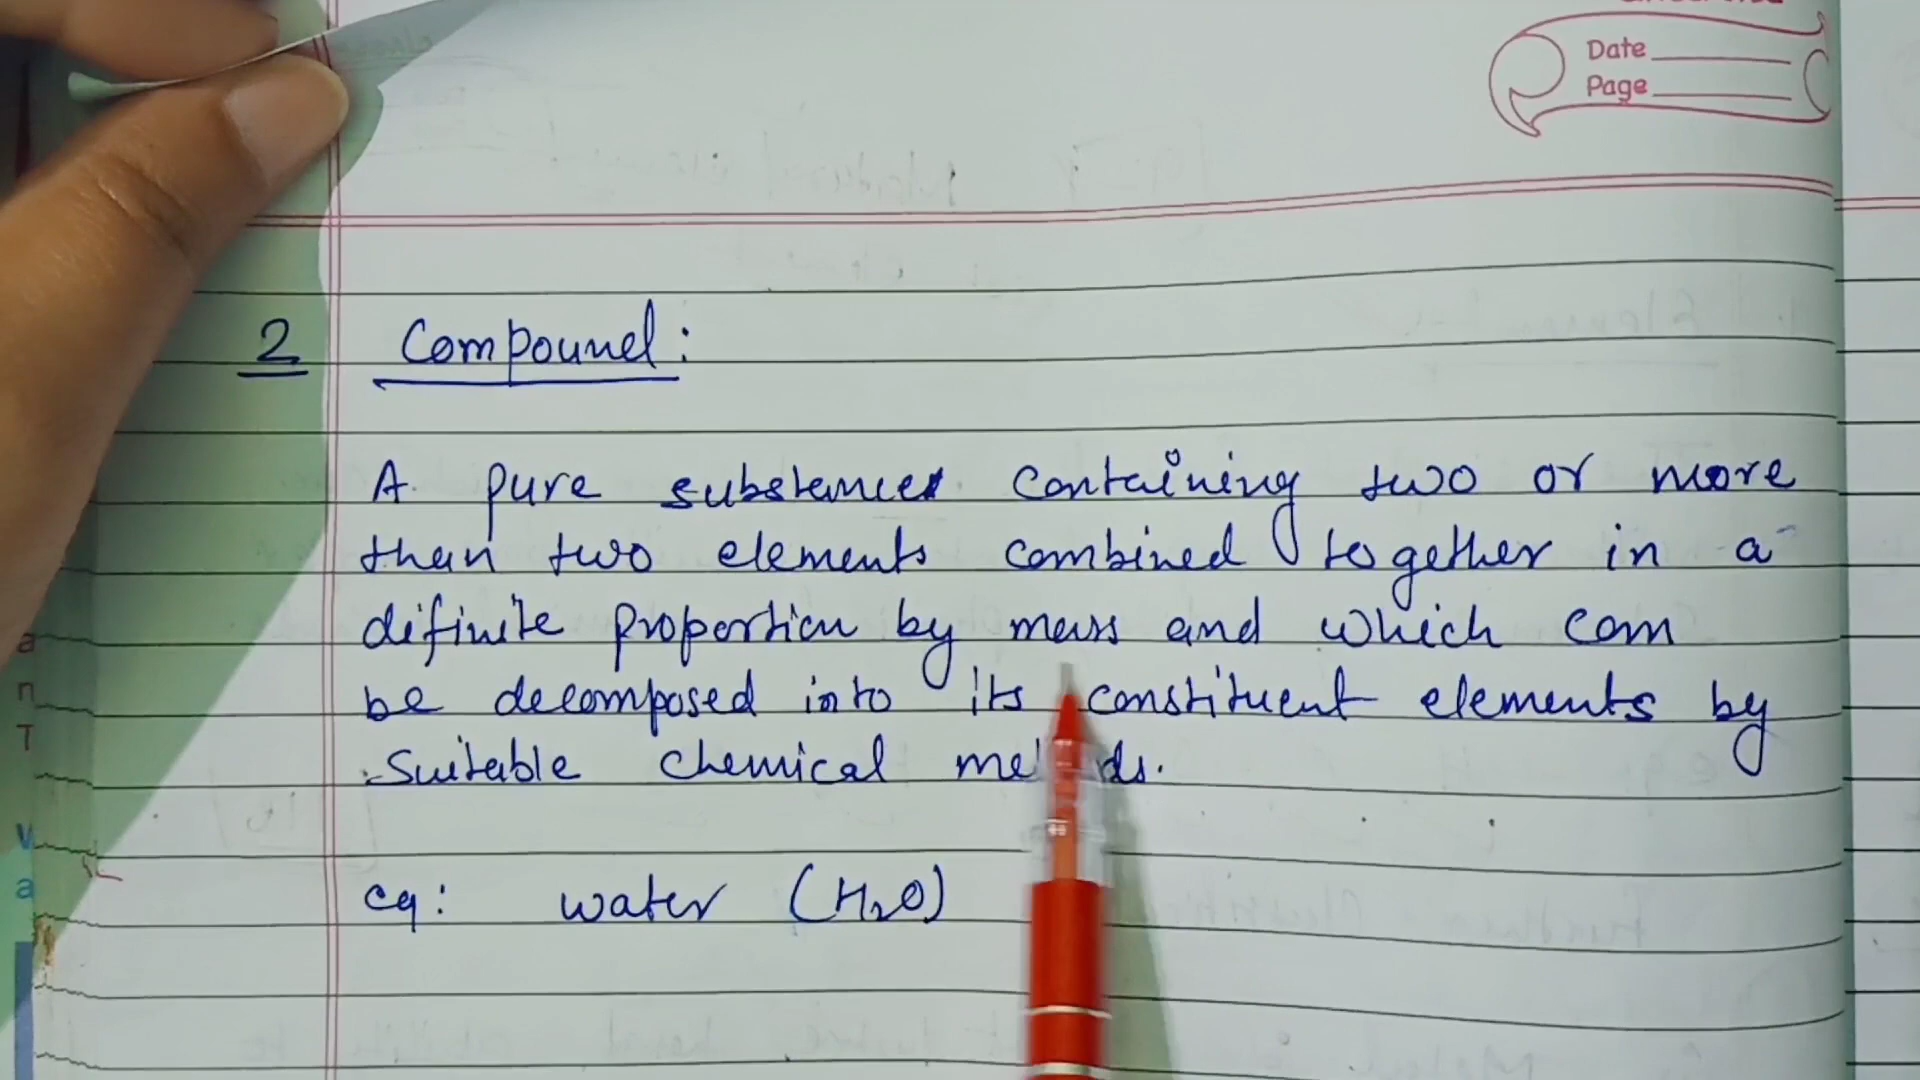 Date
Page
2 Compound:
A pure substance containing two or more
than two elements combined together in a
difinite proportion by mass and which can
be decomposed into its constituent elements by
suitable chemical
eg: water (H₂O)